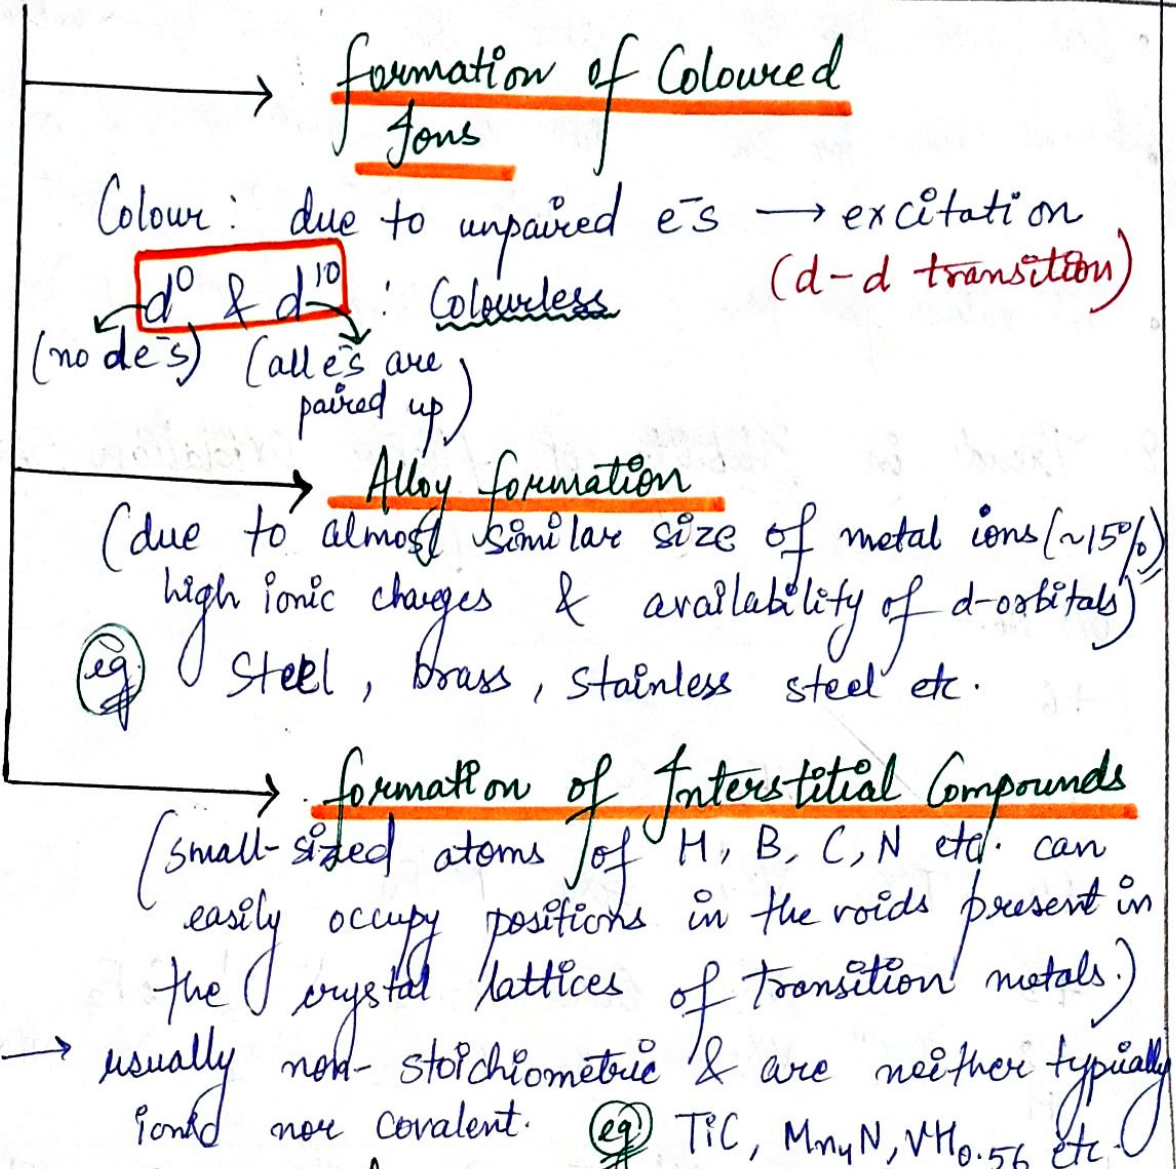 Formation of Coloured
Ions
Colour : due to unpaired e⁻s → excitation
(d-d transition)
d⁰ & d¹⁰ : Colourless
(no d e⁻s) (all e⁻s are
paired up)
Alloy formation
(due to almost similar size of metal ions (~15%)
high ionic charges & availability of d-orbitals)
eg. Steel, brass, stainless steel etc.
formation of Interstitial Compounds
(small-sized atoms of H, B, C, N etc. can
easily occupy positions in the voids present in
the crystal lattices of transition metals.)
→ usually non-stoichiometric & are neither typically
ionic nor covalent. eg TiC, Mn₄N, VH₀.₅₆ etc.